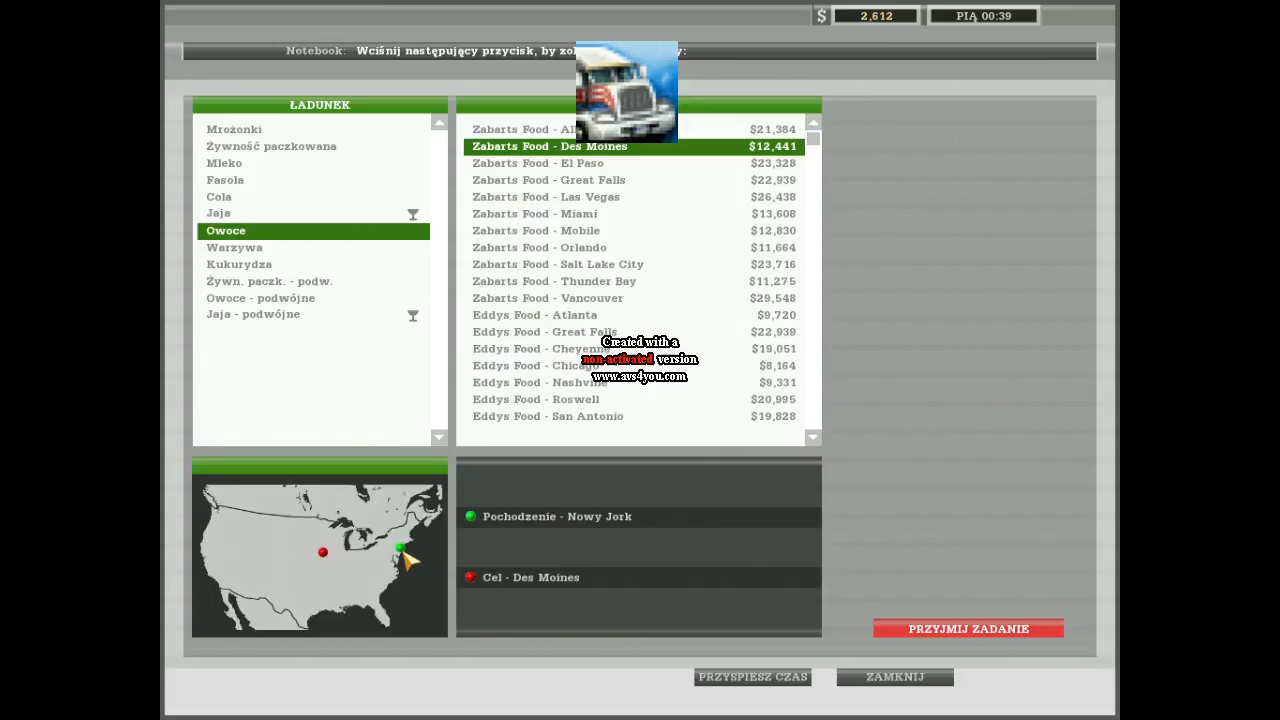 $ 2,612 PIĄ 00:39
Notebook: Wciśnij następujący przycisk, by y:
ŁADUNEK
Mrożonki
Żywność paczkowana
Mleko
Fasola
Cola
Jaja
Owoce
Warzywa
Kukurydza
Żywn. paczk. - podw.
Owoce - podwójne
Jaja - podwójne
Zabarts Food - $21,384
Zabarts Food - Des Moines $12,441
Zabarts Food - El Paso $23,328
Zabarts Food - Great Falls $22,939
Zabarts Food - Las Vegas $26,438
Zabarts Food - Miami $13,608
Zabarts Food - Mobile $12,830
Zabarts Food - Orlando $11,664
Zabarts Food - Salt Lake City $23,716
Zabarts Food - Thunder Bay $11,275
Zabarts Food - Vancouver $29,548
Eddys Food - Atlanta $9,720
Eddys Food - Great Falls $22,939
Eddys Food - Cheyenne $19,051
Eddys Food - Chicago $8,164
Eddys Food - Nashville $9,331
Eddys Food - Roswell $20,995
Eddys Food - San Antonio $19,828
Created with a
non-activated version
www.avs4you.com
Pochodzenie - Nowy Jork
Cel - Des Moines
PRZYJMIJ ZADANIE
PRZYSPIESZ CZAS
ZAMKNIJ